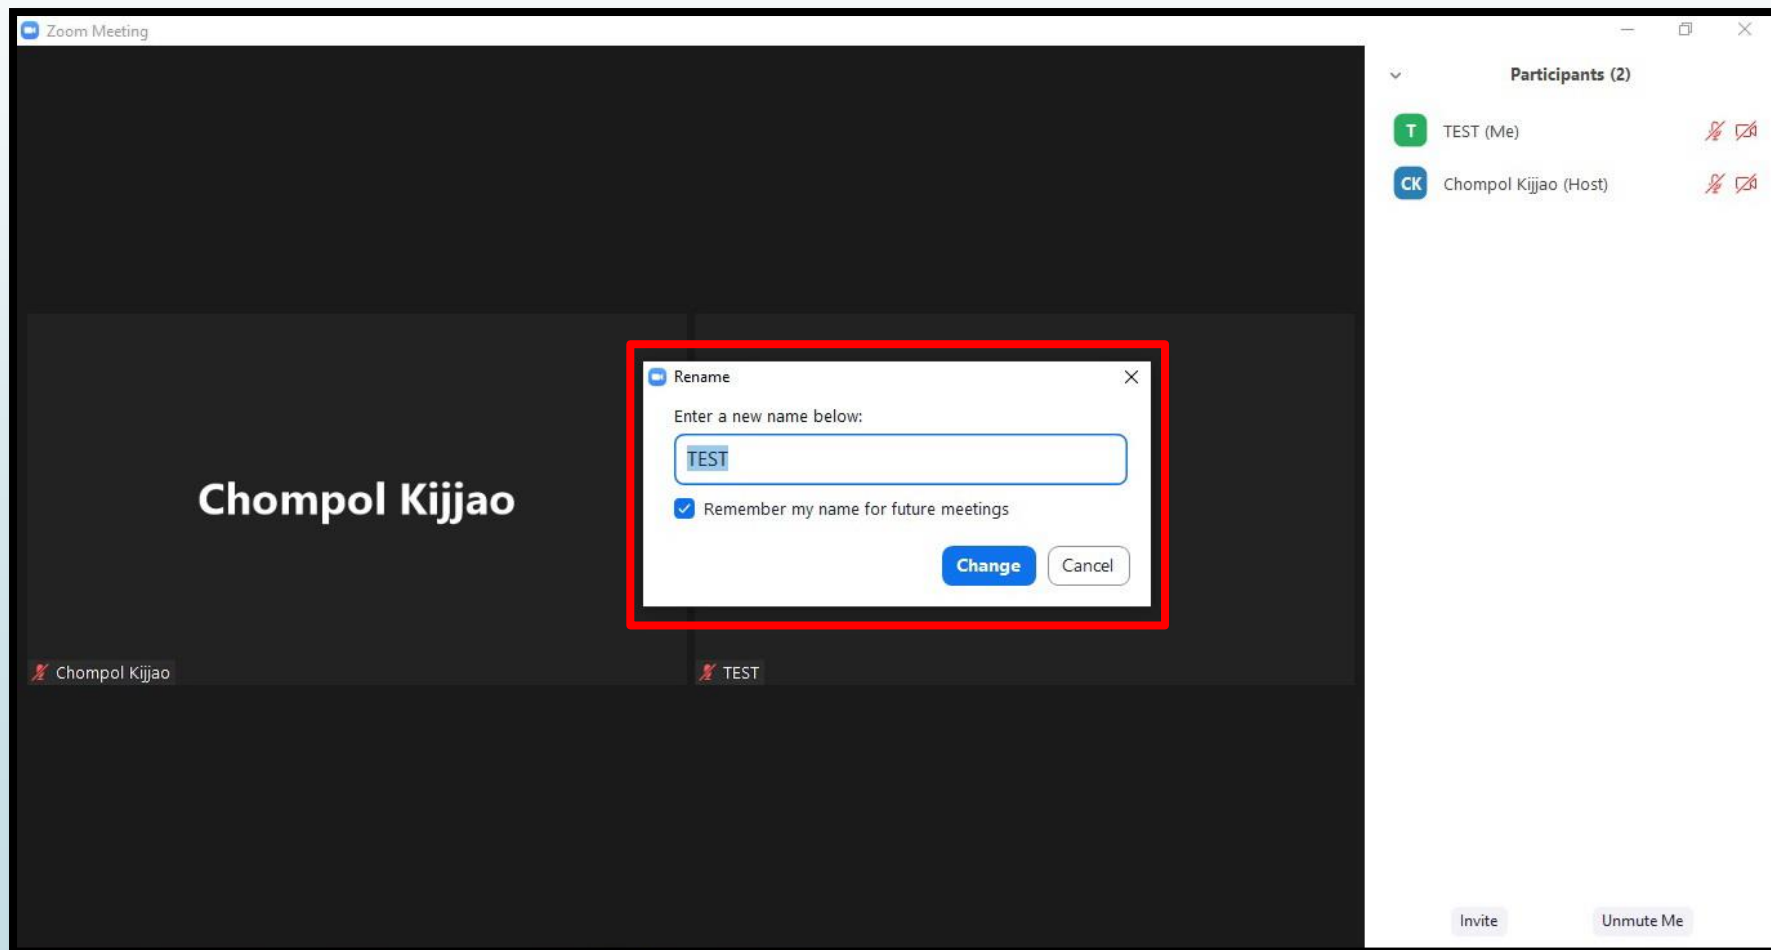 Zoom Meeting
Participants (2)
T TEST (Me)
CK Chompol Kijjao (Host)
Rename
Enter a new name below:
TEST
Remember my name for future meetings
Change Cancel
Chompol Kijjao
Chompol Kijjao
TEST
Invite Unmute Me